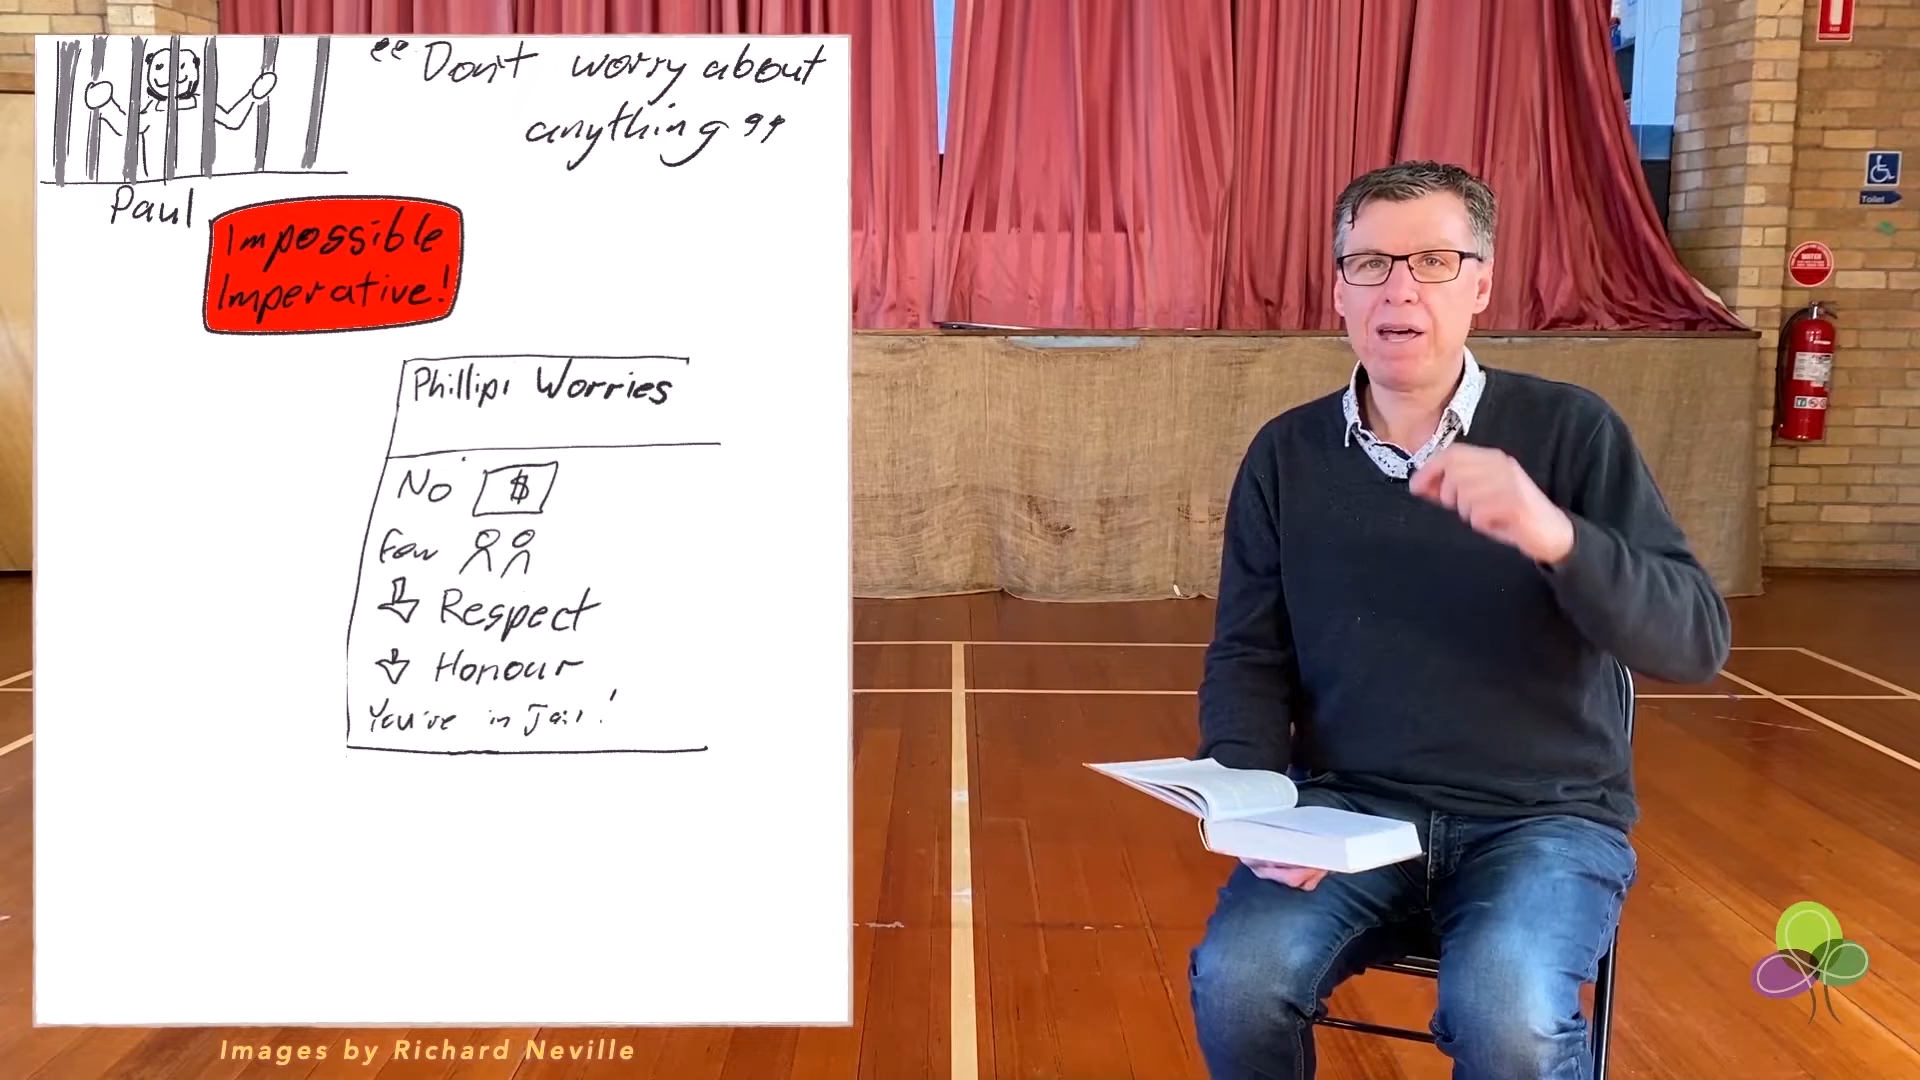 “Don't worry about
anything”
Paul
Impossible
Imperative!
Phillipi Worries
No $
Few
Respect
Honour
You're in Jail!
Images by Richard Neville
Toilet